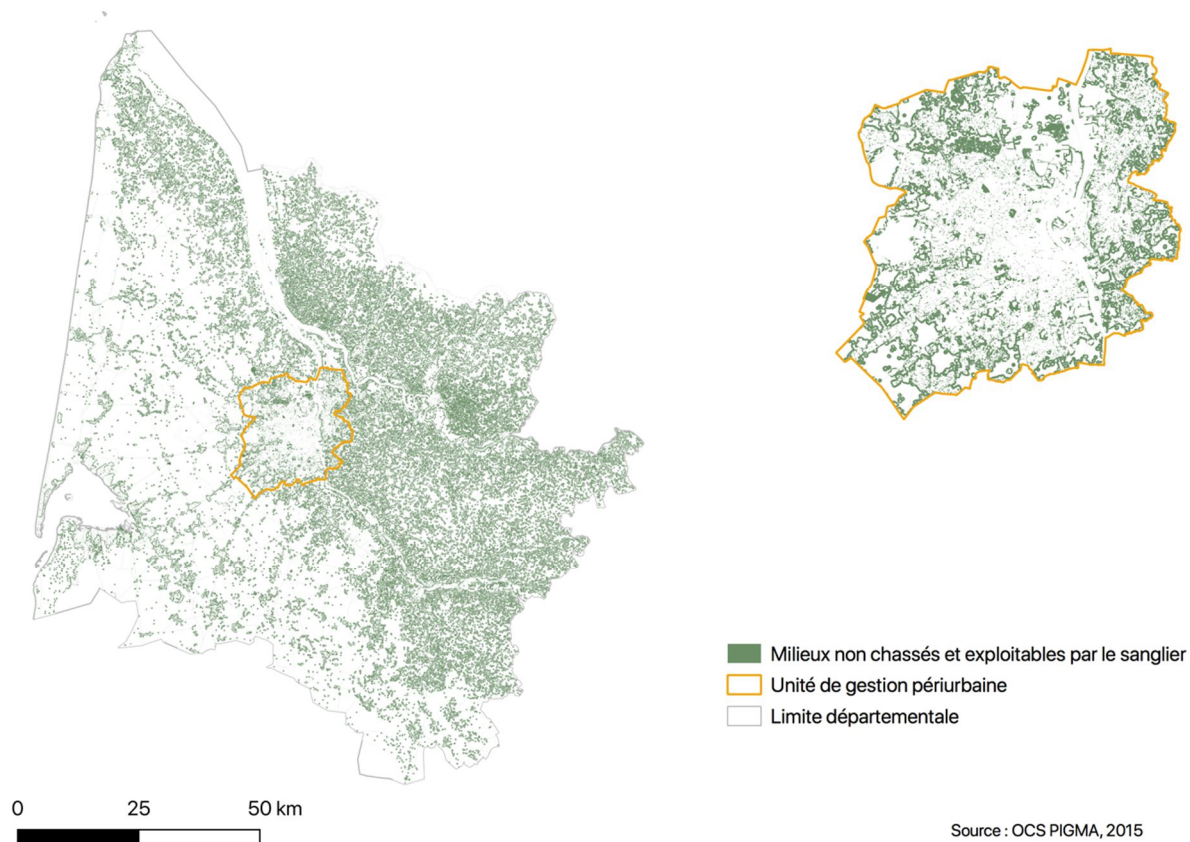 Milieux non chassés et exploitables par le sanglier
Unité de gestion périurbaine
Limite départementale
0 25 50 km
Source : OCS PIGMA, 2015